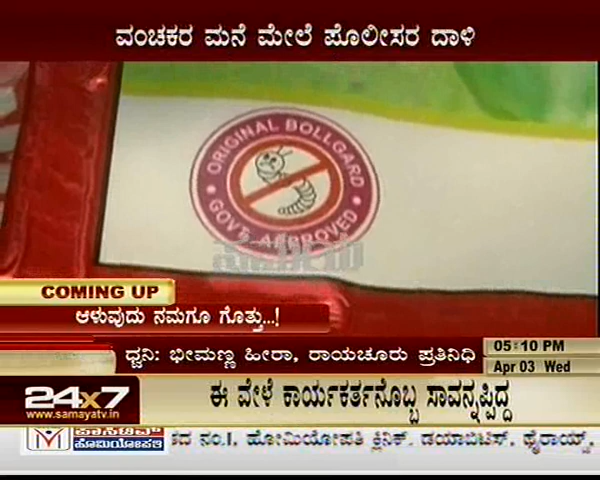 ವಂಚಕರ ಮನೆ ಮೇಲೆ ಪೊಲೀಸರ ದಾಳಿ
ORIGINAL BOLLGARD
GOVT. APPROVED
ಸಮಯ
COMING UP
ಆಳುವುದು ನಮಗೂ ಗೊತ್ತು...!
ಧ್ವನಿ: ಭೀಮಣ್ಣ ಹೀರಾ, ರಾಯಚೂರು ಪ್ರತಿನಿಧಿ
05:10 PM
Apr 03 Wed
24x7
www.samayatv.in
ಈ ವೇಳೆ ಕಾರ್ಯಕರ್ತನೊಬ್ಬ ಸಾವನ್ನಪ್ಪಿದ್ದ
ಪಾಸಿಟಿವ್
ಹೊಮಿಯೋಪತಿ
ನಂ.1. ಹೋಮಿಯೋಪತಿ ಕ್ಲಿನಿಕ್. ಡಯಾಬಿಟಿಸ್, ಥೈರಾಯ್ಡ್,